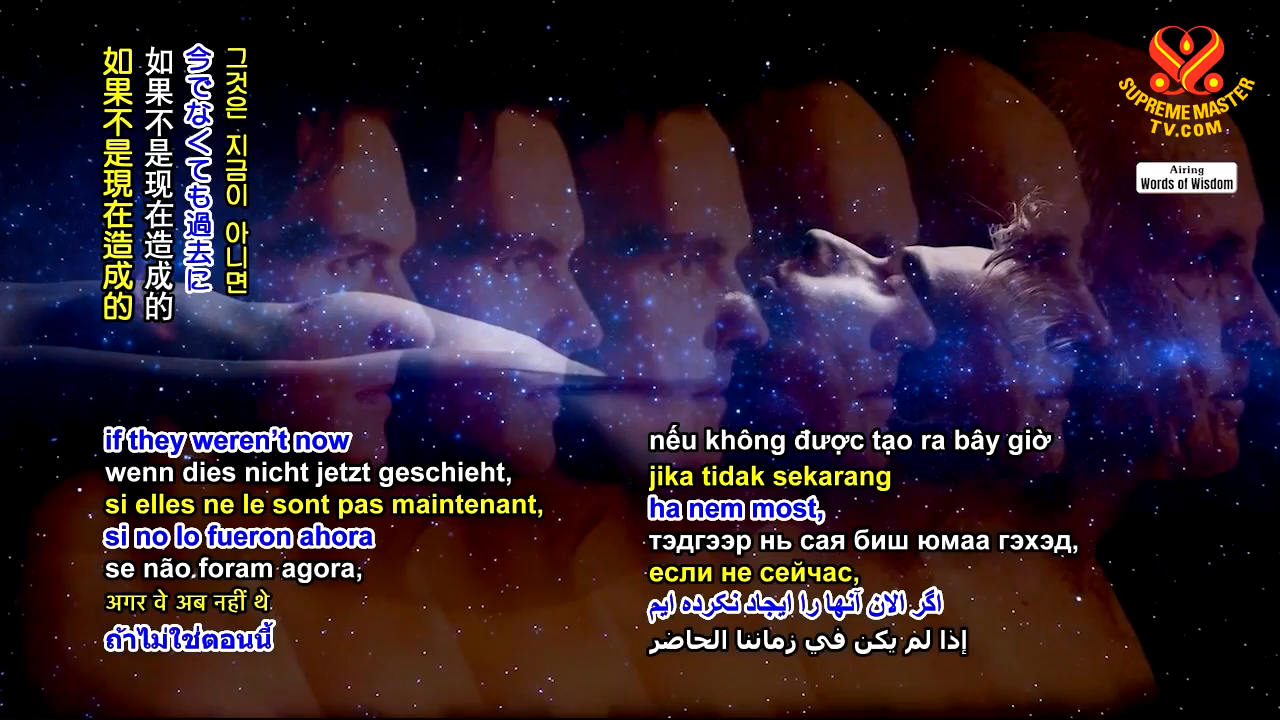 그것은 지금이 아니면
今でなくても過去に
如果不是现在造成的
如果不是現在造成的
SUPREME MASTER
TV.COM
Airing
Words of Wisdom
if they weren't now
wenn dies nicht jetzt geschieht,
si elles ne le sont pas maintenant,
si no lo fueron ahora
se não foram agora,
अगर वे अब नहीं थे
ถ้าไม่ใช่ตอนนี้
nếu không được tạo ra bây giờ
jika tidak sekarang
ha nem most,
тэдгээр нь сая биш юмаа гэхэд,
если не сейчас,
اگر الان آنها را ایجاد نکرده ایم
إذا لم يكن في زماننا الحاضر